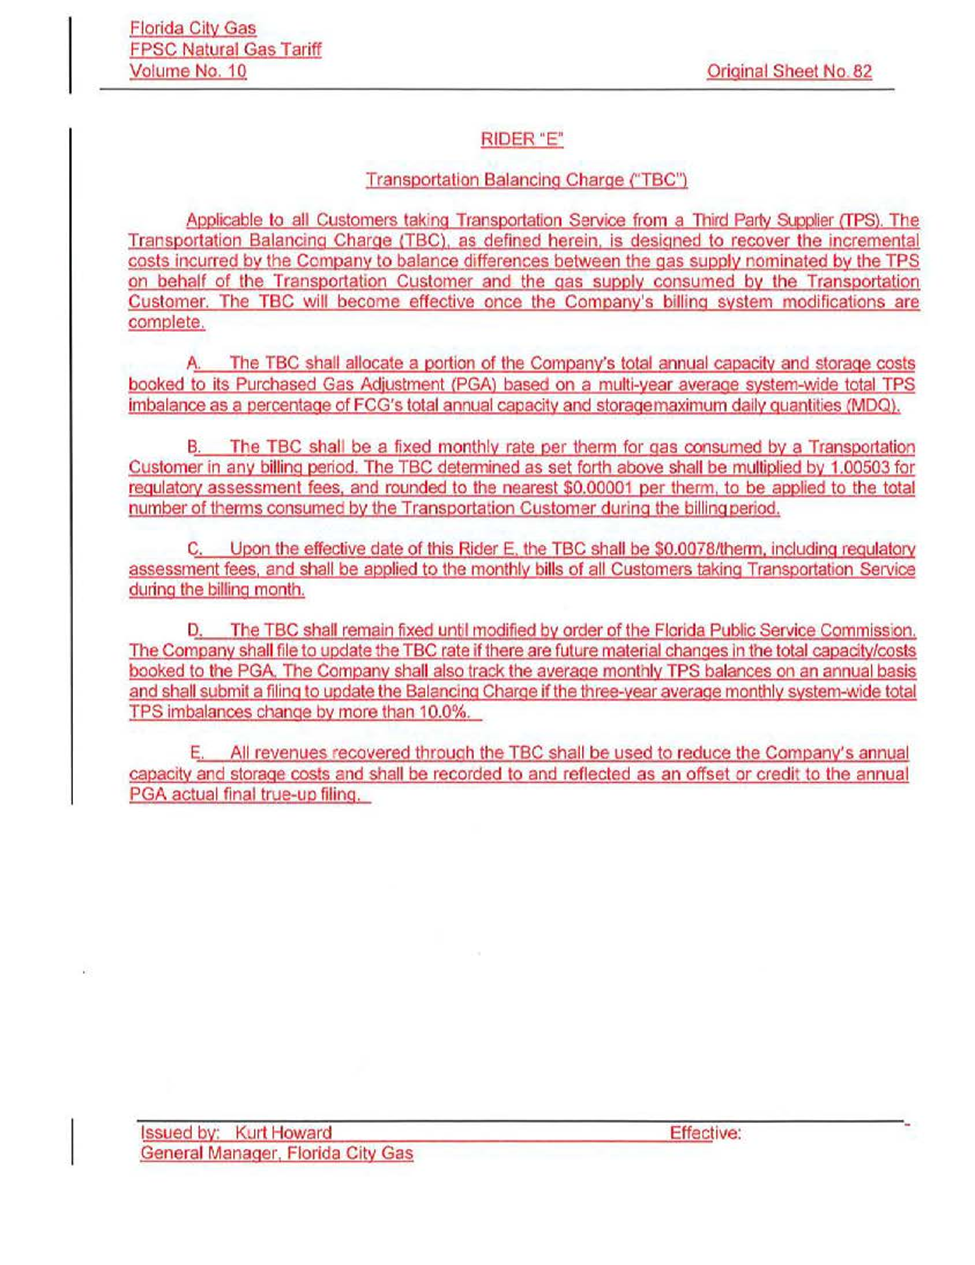 Florida City Gas
FPSC Natural Gas Tariff
Volume No. 10
Original Sheet No. 82
RIDER "E"
Transportation Balancing Charge ("TBC")
Applicable to all Customers taking Transportation Service from a Third Party Supplier (TPS). The
Transportation Balancing Charge (TBC), as defined herein, is designed to recover the incremental
costs incurred by the Company to balance differences between the gas supply nominated by the TPS
on behalf of the Transportation Customer and the gas supply consumed by the Transportation
Customer. The TBC will become effective once the Company's billing system modifications are
complete.
A. The TBC shall allocate a portion of the Company's total annual capacity and storage costs
booked to its Purchased Gas Adjustment (PGA) based on a multi-year average system-wide total TPS
imbalance as a percentage of FCG's total annual capacity and storage maximum daily quantities (MDQ).
B. The TBC shall be a fixed monthly rate per therm for gas consumed by a Transportation
Customer in any billing period. The TBC determined as set forth above shall be multiplied by 1.00503 for
regulatory assessment fees, and rounded to the nearest $0.00001 per therm, to be applied to the total
number of therms consumed by the Transportation Customer during the billing period.
C. Upon the effective date of this Rider E, the TBC shall be $0.0078/therm, including regulatory
assessment fees, and shall be applied to the monthly bills of all Customers taking Transportation Service
during the billing month.
D. The TBC shall remain fixed until modified by order of the Florida Public Service Commission.
The Company shall file to update the TBC rate if there are future material changes in the total capacity/costs
booked to the PGA. The Company shall also track the average monthly TPS balances on an annual basis
and shall submit a filing to update the Balancing Charge if the three-year average monthly system-wide total
TPS imbalances change by more than 10.0%.
E. All revenues recovered through the TBC shall be used to reduce the Company's annual
capacity and storage costs and shall be recorded to and reflected as an offset or credit to the annual
PGA actual final true-up filing.
Issued by: Kurt Howard
Effective:
General Manager, Florida City Gas